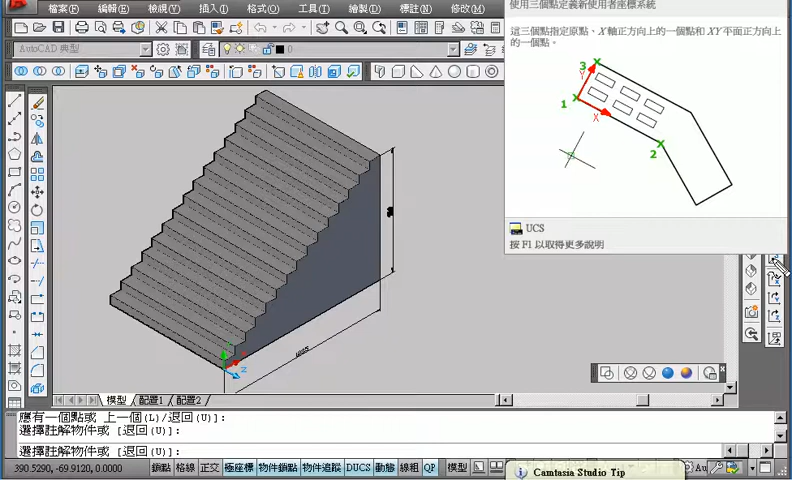 檔案(F) 編輯(E) 檢視(V) 插入(I) 格式(O) 工具(T) 繪製(D) 標註(N) 修改(M)
使用三個點定義新使用者座標系統
這三個點指定原點、X 軸正方向上的一個點和 XY 平面正方向上
的一個點。
AutoCAD 典型
0
3
Y
1
X
2
UCS
按 F1 以取得更多說明
Z
模型 配置1 配置2
應有一個點或 上一個(L)/退回(U)]:
選擇註解物件或 [退回(U)]:
選擇註解物件或 [退回(U)]:
390.5290, -69.9120, 0.0000 鎖點 格線 正交 極座標 物件鎖點 物件追蹤 DUCS 動態 線粗 QP 模型 Au
Camtasia Studio Tip